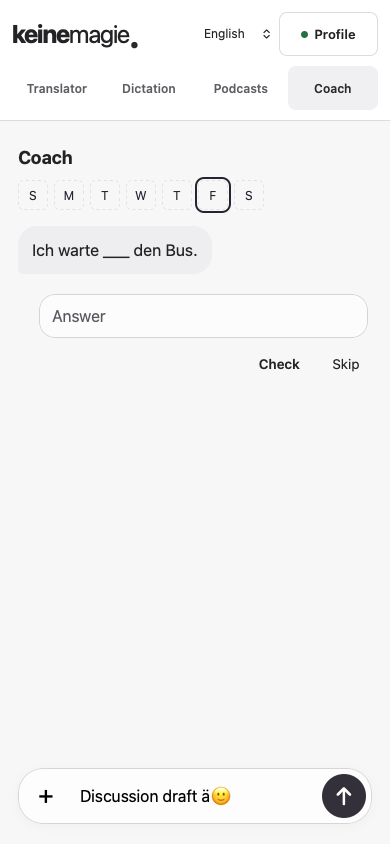 keinemagie.
English
Profile
Translator Dictation Podcasts Coach
Coach
S M T W T F S
Ich warte ___ den Bus.
Answer
Check Skip
Discussion draft ä🙂